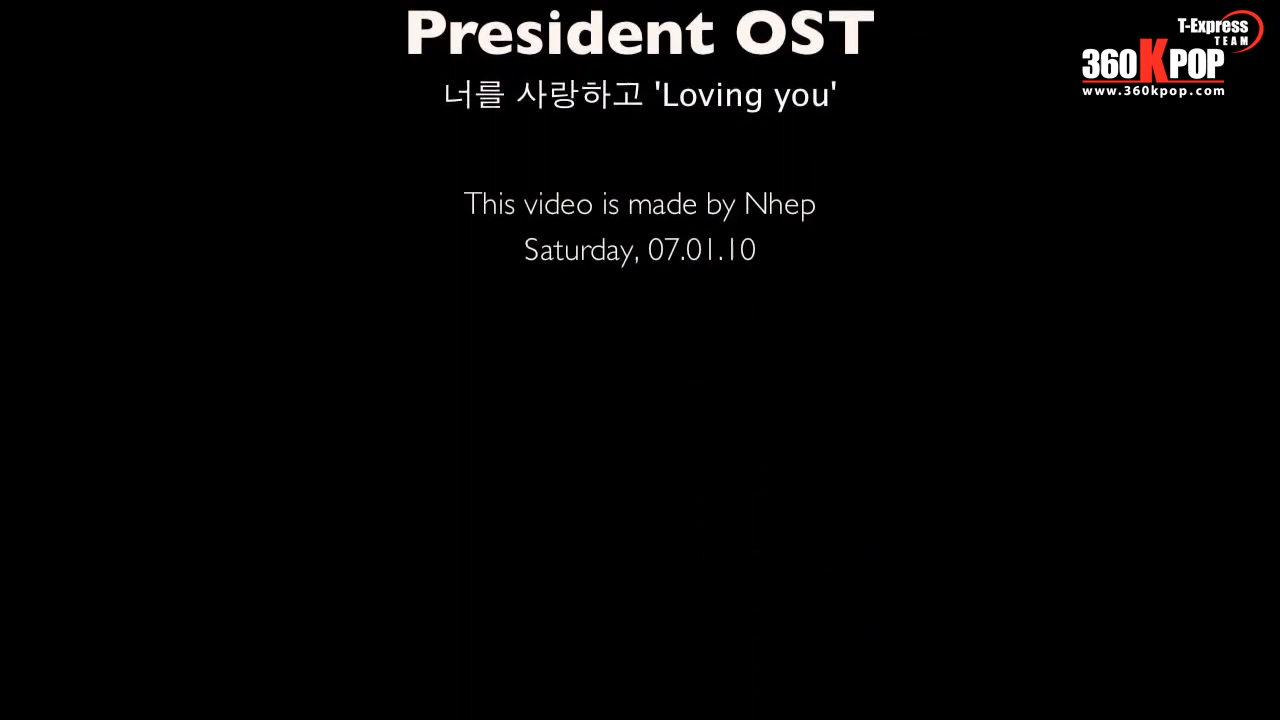 President OST
너를 사랑하고 'Loving you'
This video is made by Nhep
Saturday, 07.01.10
T-Express
TEAM
360KPOP
www.360kpop.com